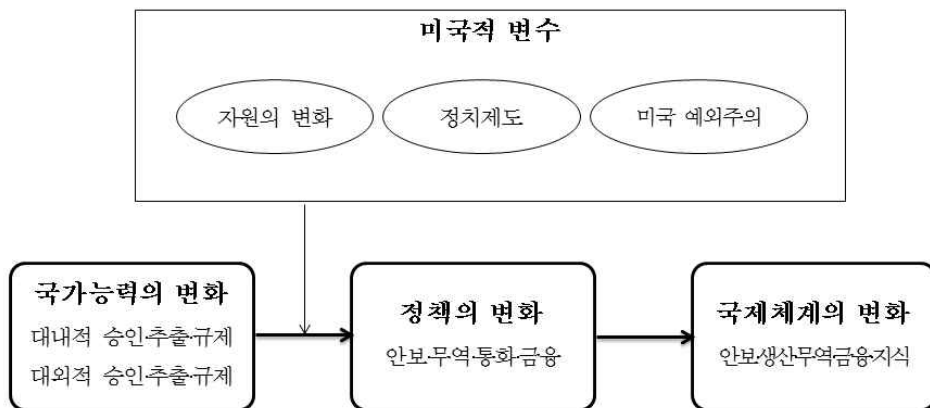 미국적 변수
자원의 변화
정치제도
미국 예외주의
국가능력의 변화
대내적 승인·추출·규제
대외적 승인·추출·규제
정책의 변화
안보·무역·통화·금융
국제체계의 변화
안보·생산·무역·금융·지식